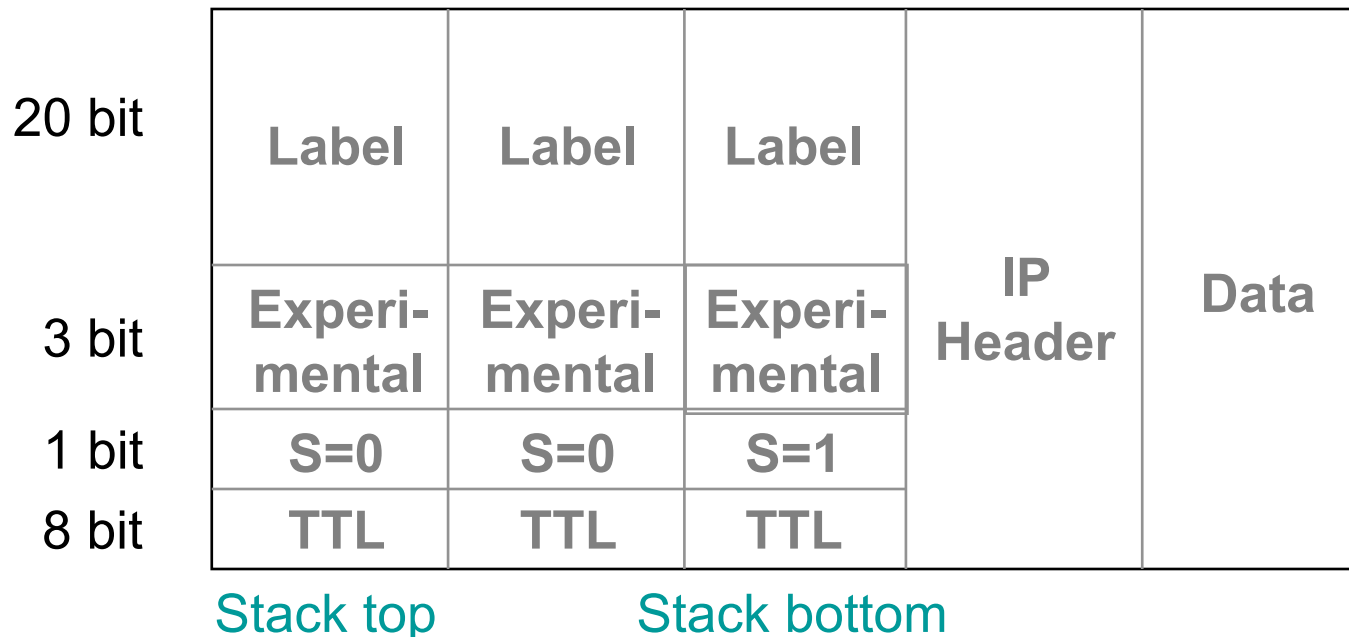 20 bit
Label Label Label
3 bit
Experi-
mental
Experi-
mental
Experi-
mental
IP
Header
Data
1 bit
S=0 S=0 S=1
8 bit
TTL TTL TTL
Stack top Stack bottom